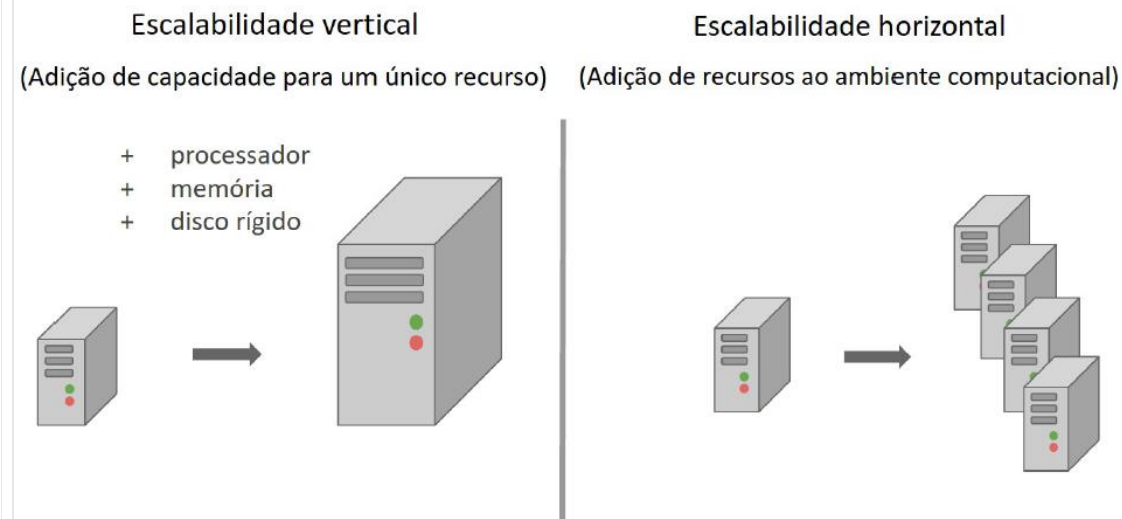 Escalabilidade vertical
(Adição de capacidade para um único recurso)
+ processador
+ memória
+ disco rígido
Escalabilidade horizontal
(Adição de recursos ao ambiente computacional)